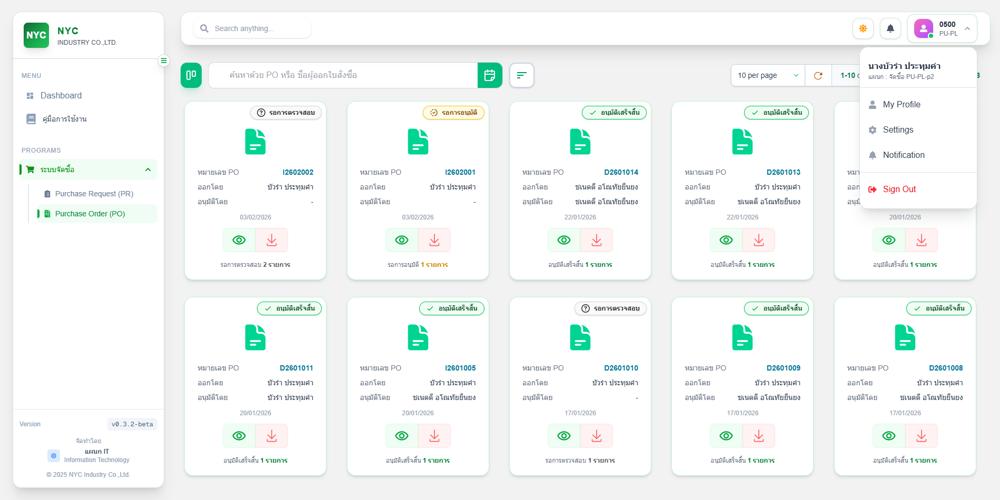 NYC
NYC
INDUSTRY CO.,LTD.
MENU
Dashboard
คู่มือการใช้งาน
PROGRAMS
ระบบจัดซื้อ
Purchase Request (PR)
Purchase Order (PO)
Version
v0.3.2-beta
จัดทำโดย
แผนก IT
Information Technology
© 2025 NYC Industry Co.,Ltd.
Search anything...
0500
PU-PL
นางบัวรำ ประทุมคำ
แผนก : จัดซื้อ PU-PL-p2
My Profile
Settings
Notification
Sign Out
ค้นหาด้วย PO หรือ ชื่อผู้ออกใบสั่งซื้อ
10 per page
1-10
รอการตรวจสอบ
หมายเลข PO I2602002
ออกโดย บัวรำ ประทุมคำ
อนุมัติโดย -
03/02/2026
รอการตรวจสอบ 2 รายการ
รอการอนุมัติ
หมายเลข PO I2602001
ออกโดย บัวรำ ประทุมคำ
อนุมัติโดย -
03/02/2026
รอการอนุมัติ 1 รายการ
อนุมัติเสร็จสิ้น
หมายเลข PO D2601014
ออกโดย ชเนตตี อโณทัยยืนยง
อนุมัติโดย ชเนตตี อโณทัยยืนยง
22/01/2026
อนุมัติเสร็จสิ้น 1 รายการ
อนุมัติเสร็จสิ้น
หมายเลข PO D2601013
ออกโดย บัวรำ ประทุมคำ
อนุมัติโดย ชเนตตี อโณทัยยืนยง
22/01/2026
อนุมัติเสร็จสิ้น 1 รายการ
20/01/2026
อนุมัติเสร็จสิ้น 1 รายการ
อนุมัติเสร็จสิ้น
หมายเลข PO D2601011
ออกโดย บัวรำ ประทุมคำ
อนุมัติโดย บัวรำ ประทุมคำ
20/01/2026
อนุมัติเสร็จสิ้น 1 รายการ
อนุมัติเสร็จสิ้น
หมายเลข PO I2601005
ออกโดย บัวรำ ประทุมคำ
อนุมัติโดย ชเนตตี อโณทัยยืนยง
20/01/2026
อนุมัติเสร็จสิ้น 1 รายการ
รอการตรวจสอบ
หมายเลข PO D2601010
ออกโดย บัวรำ ประทุมคำ
อนุมัติโดย -
17/01/2026
รอการตรวจสอบ 1 รายการ
อนุมัติเสร็จสิ้น
หมายเลข PO D2601009
ออกโดย บัวรำ ประทุมคำ
อนุมัติโดย ชเนตตี อโณทัยยืนยง
17/01/2026
อนุมัติเสร็จสิ้น 1 รายการ
อนุมัติเสร็จสิ้น
หมายเลข PO D2601008
ออกโดย บัวรำ ประทุมคำ
อนุมัติโดย ชเนตตี อโณทัยยืนยง
17/01/2026
อนุมัติเสร็จสิ้น 1 รายการ